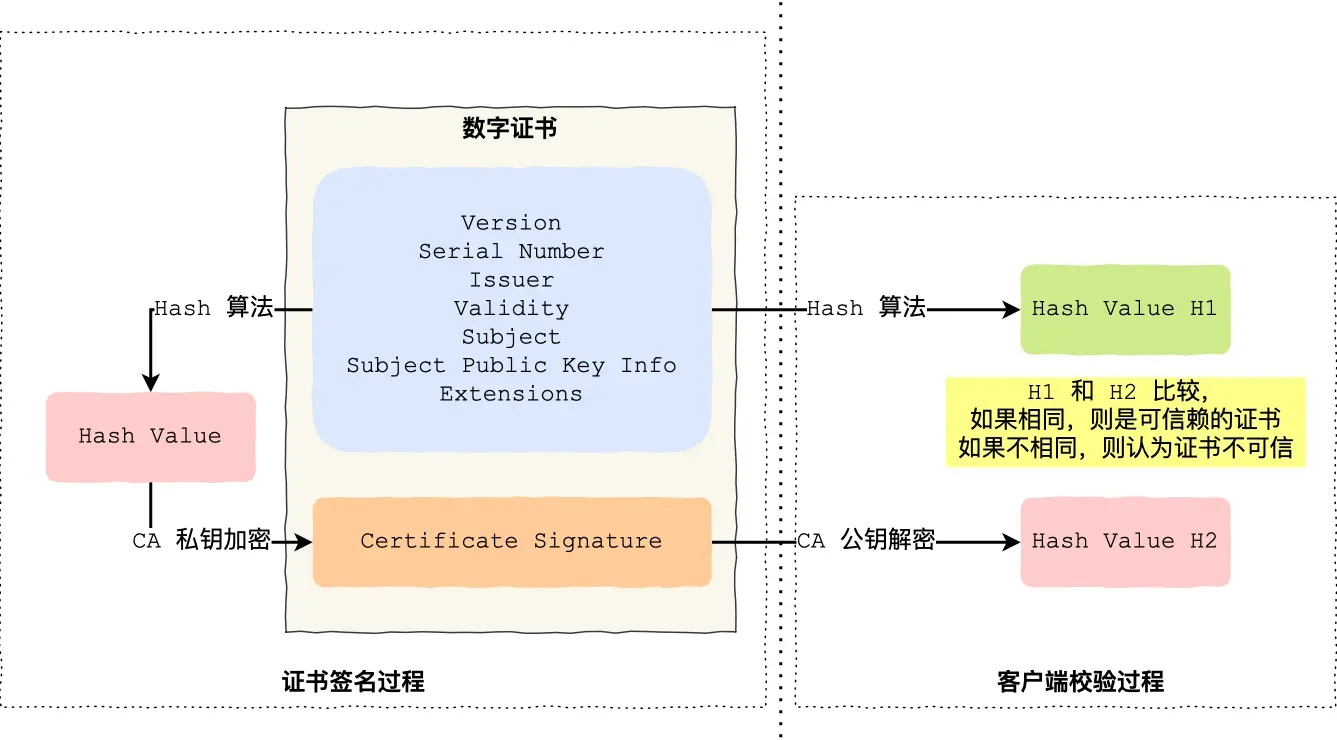 数字证书
Version
Serial Number
Issuer
Validity
Subject
Subject Public Key Info
Extensions
Hash 算法
Hash Value
CA 私钥加密
Certificate Signature
证书签名过程
Hash 算法
Hash Value H1
H1 和 H2 比较，
如果相同，则是可信赖的证书
如果不相同，则认为证书不可信
CA 公钥解密
Hash Value H2
客户端校验过程